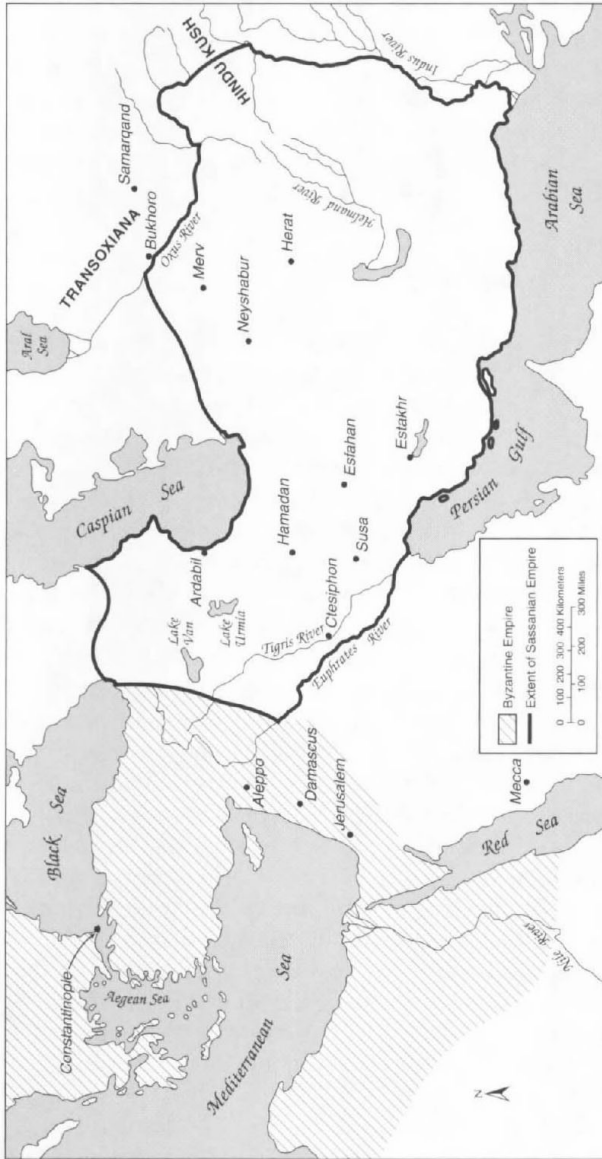 Aral
Sea
TRANSOXIANA
Samarqand
Bukhoro
Oxus River
Merv
Neyshabur
Herat
HINDU KUSH
Helmand River
Indus River
Arabian
Sea
Caspian
Sea
Ardabil
Lake
Van
Lake
Urmia
Hamadan
Esfahan
Estakhr
Susa
Ctesiphon
Tigris River
Euphrates River
Persian
Gulf
Black
Sea
Constantinople
Aegean Sea
Mediterranean
Sea
Aleppo
Damascus
Jerusalem
Mecca
Red
Sea
Nile River
N
Byzantine Empire
Extent of Sassanian Empire
0 100 200 300 400 Kilometers
0 100 200 300 Miles